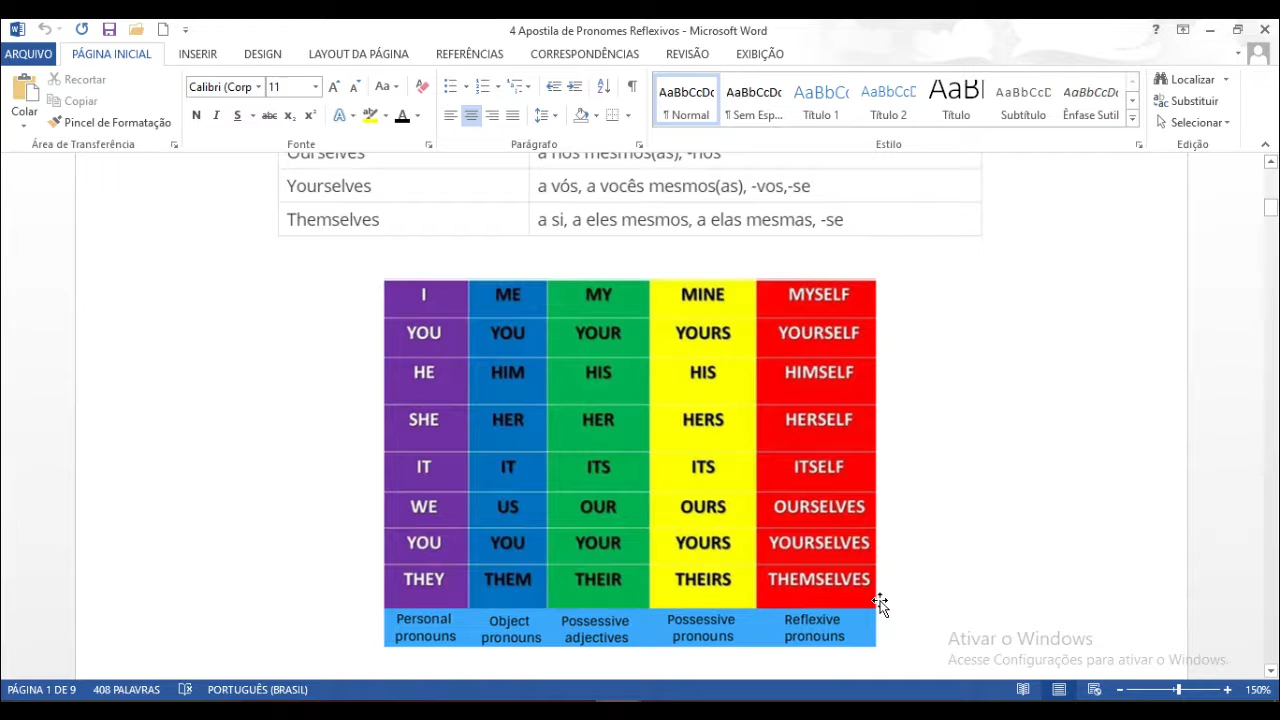 4 Apostila de Pronomes Reflexivos - Microsoft Word
ARQUIVO PÁGINA INICIAL INSERIR DESIGN LAYOUT DA PÁGINA REFERÊNCIAS CORRESPONDÊNCIAS REVISÃO EXIBIÇÃO
Colar
Recortar
Copiar
Pincel de Formatação
Área de Transferência
Calibri (Corp 11
Fonte
Parágrafo
AaBbCcDc AaBbCcDc AaBbCc AaBbCcD AaBl AaBbCcD AaBbCcDc
¶ Normal ¶ Sem Esp... Título 1 Título 2 Título Subtítulo Ênfase Sutil
Estilo
Localizar
Substituir
Selecionar
Edição
Ourselves a nós mesmos(as), -nos
Yourselves a vós, a vocês mesmos(as), -vos,-se
Themselves a si, a eles mesmos, a elas mesmas, -se
I ME MY MINE MYSELF
YOU YOU YOUR YOURS YOURSELF
HE HIM HIS HIS HIMSELF
SHE HER HER HERS HERSELF
IT IT ITS ITS ITSELF
WE US OUR OURS OURSELVES
YOU YOU YOUR YOURS YOURSELVES
THEY THEM THEIR THEIRS THEMSELVES
Personal pronouns Object pronouns Possessive adjectives Possessive pronouns Reflexive pronouns
Ativar o Windows
Acesse Configurações para ativar o Windows.
PÁGINA 1 DE 9 408 PALAVRAS PORTUGUÊS (BRASIL) 150%